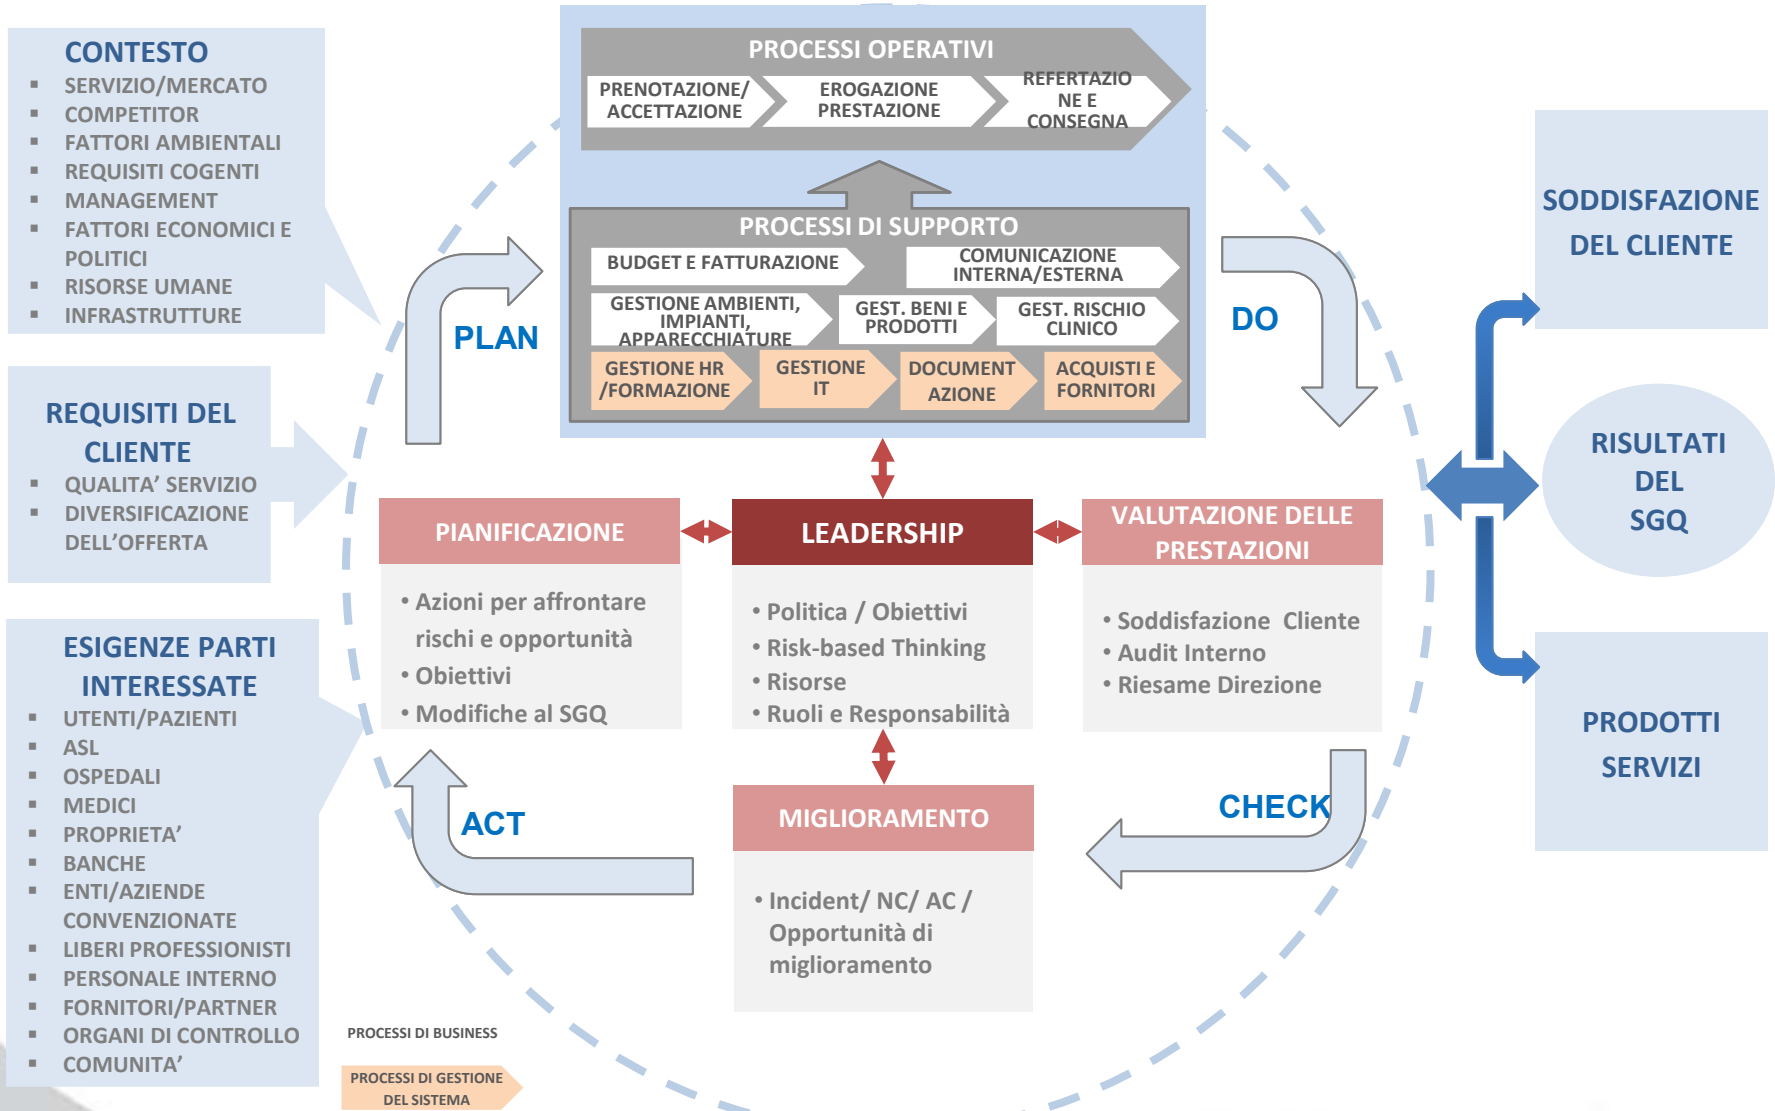 CONTESTO
SERVIZIO/MERCATO
COMPETITOR
FATTORI AMBIENTALI
REQUISITI COGENTI
MANAGEMENT
FATTORI ECONOMICI E
POLITICI
RISORSE UMANE
INFRASTRUTTURE
REQUISITI DEL
CLIENTE
QUALITA’ SERVIZIO
DIVERSIFICAZIONE
DELL’OFFERTA
ESIGENZE PARTI
INTERESSATE
UTENTI/PAZIENTI
ASL
OSPEDALI
MEDICI
PROPRIETA’
BANCHE
ENTI/AZIENDE
CONVENZIONATE
LIBERI PROFESSIONISTI
PERSONALE INTERNO
FORNITORI/PARTNER
ORGANI DI CONTROLLO
COMUNITA’
PROCESSI OPERATIVI
PRENOTAZIONE/
ACCETTAZIONE
EROGAZIONE
PRESTAZIONE
REFERTAZIO
NE E
CONSEGNA
PROCESSI DI SUPPORTO
BUDGET E FATTURAZIONE
COMUNICAZIONE
INTERNA/ESTERNA
GESTIONE AMBIENTI,
IMPIANTI,
APPARECCHIATURE
GEST. BENI E
PRODOTTI
GEST. RISCHIO
CLINICO
GESTIONE HR
/FORMAZIONE
GESTIONE
IT
DOCUMENT
AZIONE
ACQUISTI E
FORNITORI
PLAN
DO
PIANIFICAZIONE
• Azioni per affrontare
rischi e opportunità
• Obiettivi
• Modifiche al SGQ
LEADERSHIP
• Politica / Obiettivi
• Risk-based Thinking
• Risorse
• Ruoli e Responsabilità
VALUTAZIONE DELLE
PRESTAZIONI
• Soddisfazione Cliente
• Audit Interno
• Riesame Direzione
ACT
CHECK
MIGLIORAMENTO
• Incident/ NC/ AC /
Opportunità di
miglioramento
PROCESSI DI BUSINESS
PROCESSI DI GESTIONE
DEL SISTEMA
SODDISFAZIONE
DEL CLIENTE
RISULTATI
DEL
SGQ
PRODOTTI
SERVIZI